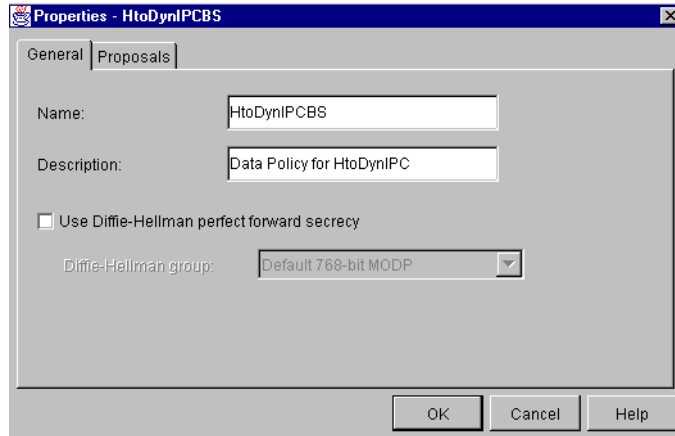 Properties - HtoDynIPCBS
General Proposals
Name: HtoDynIPCBS
Description: Data Policy for HtoDynIPC
Use Diffie-Hellman perfect forward secrecy
Diffie-Hellman group: Default 768-bit MODP
OK Cancel Help